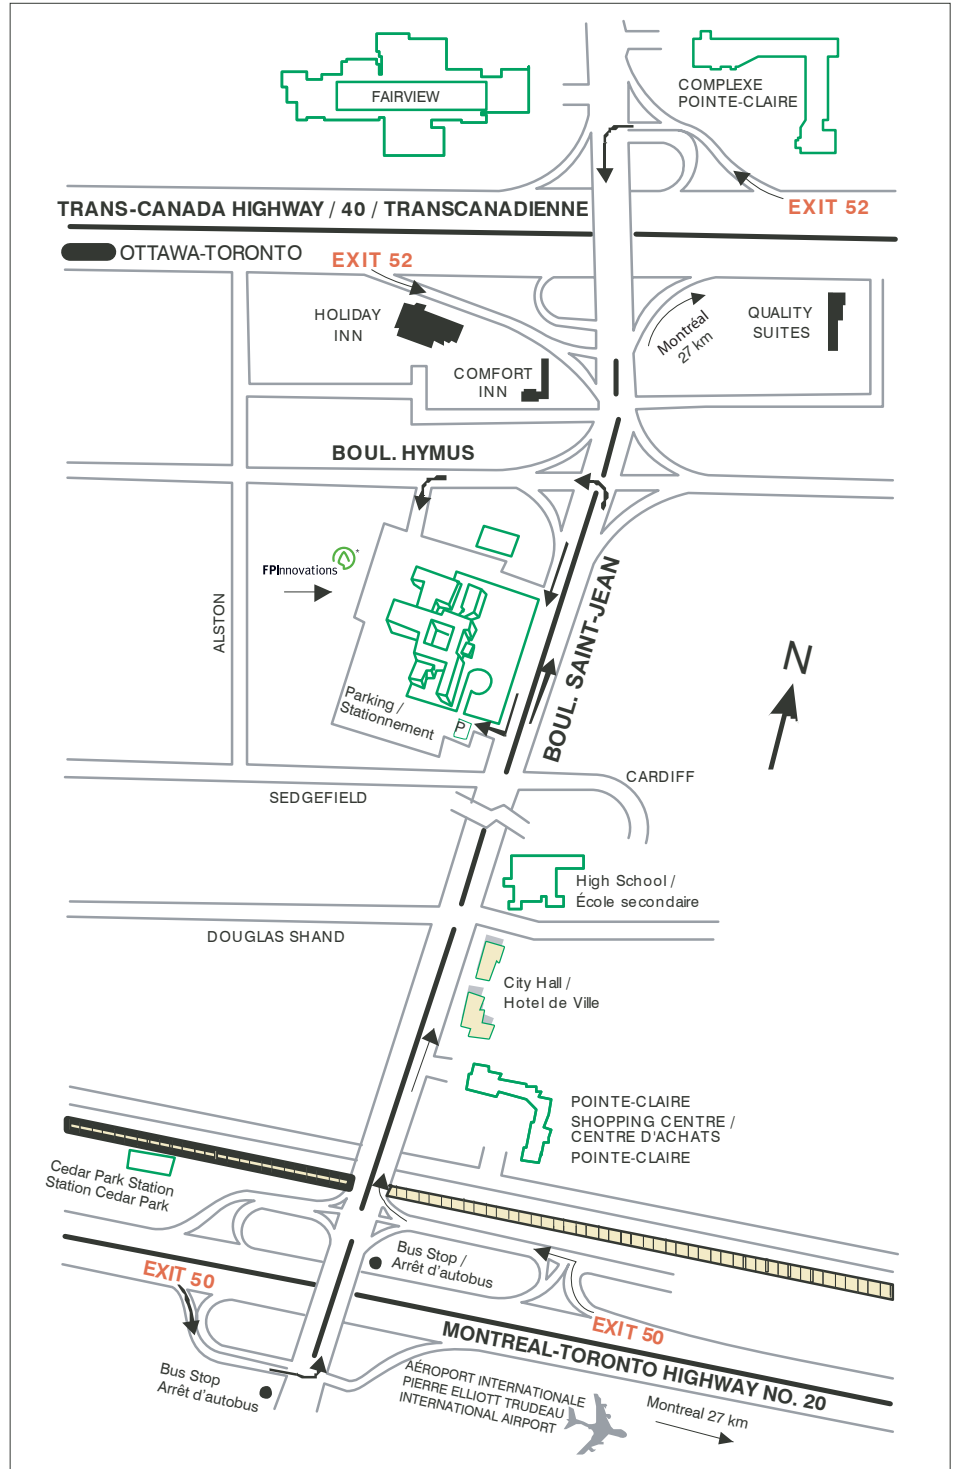 FAIRVIEW
COMPLEXE
POINTE-CLAIRE
TRANS-CANADA HIGHWAY / 40 / TRANSCANADIENNE
EXIT 52
OTTAWA-TORONTO
EXIT 52
HOLIDAY
INN
Montréal
27 km
QUALITY
SUITES
COMFORT
INN
BOUL. HYMUS
FPInnovations
ALSTON
BOUL. SAINT-JEAN
N
Parking /
Stationnement
P
CARDIFF
SEDGEFIELD
High School /
École secondaire
DOUGLAS SHAND
City Hall /
Hotel de Ville
POINTE-CLAIRE
SHOPPING CENTRE /
CENTRE D'ACHATS
POINTE-CLAIRE
Cedar Park Station
Station Cedar Park
Bus Stop /
Arrêt d'autobus
EXIT 50
EXIT 50
MONTREAL-TORONTO HIGHWAY NO. 20
Bus Stop
Arrêt d'autobus
AÉROPORT INTERNATIONALE
PIERRE ELLIOTT TRUDEAU
INTERNATIONAL AIRPORT
Montreal 27 km